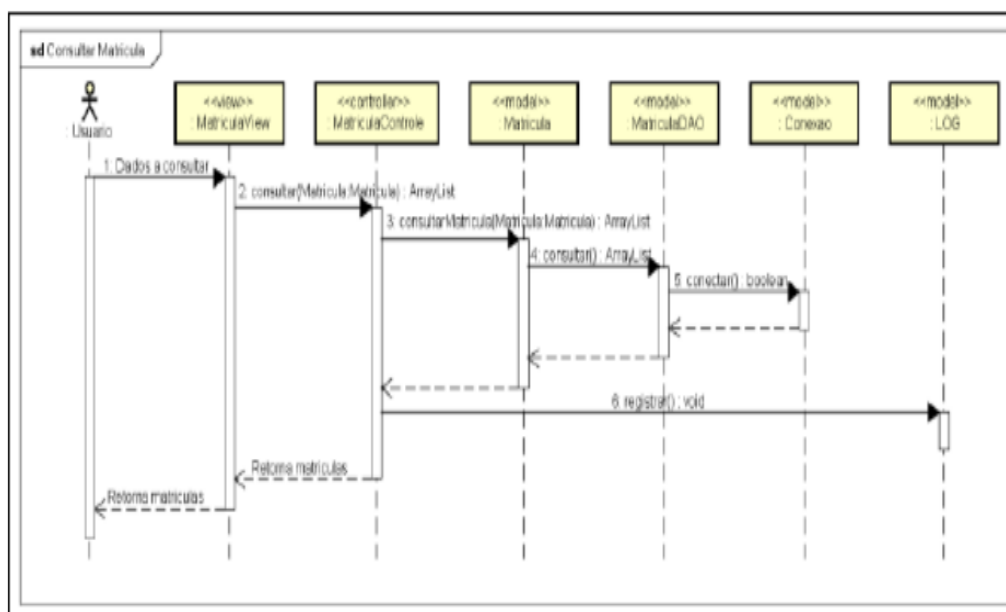 sd Consultar Matricula
: Usuario
<<view>>
: MatriculaView
<<controller>>
: MatriculaControle
<<model>>
: Matricula
<<model>>
: MatriculaDAO
<<model>>
: Conexao
<<model>>
: LOG
1: Dados a consultar
2: consultar(Matricula:Matricula) : ArrayList
3: consultarMatricula(Matricula:Matricula) : ArrayList
4: consultar() : ArrayList
5: conectar() : boolean
6: registrar() : void
Retorna matriculas
Retorna matriculas